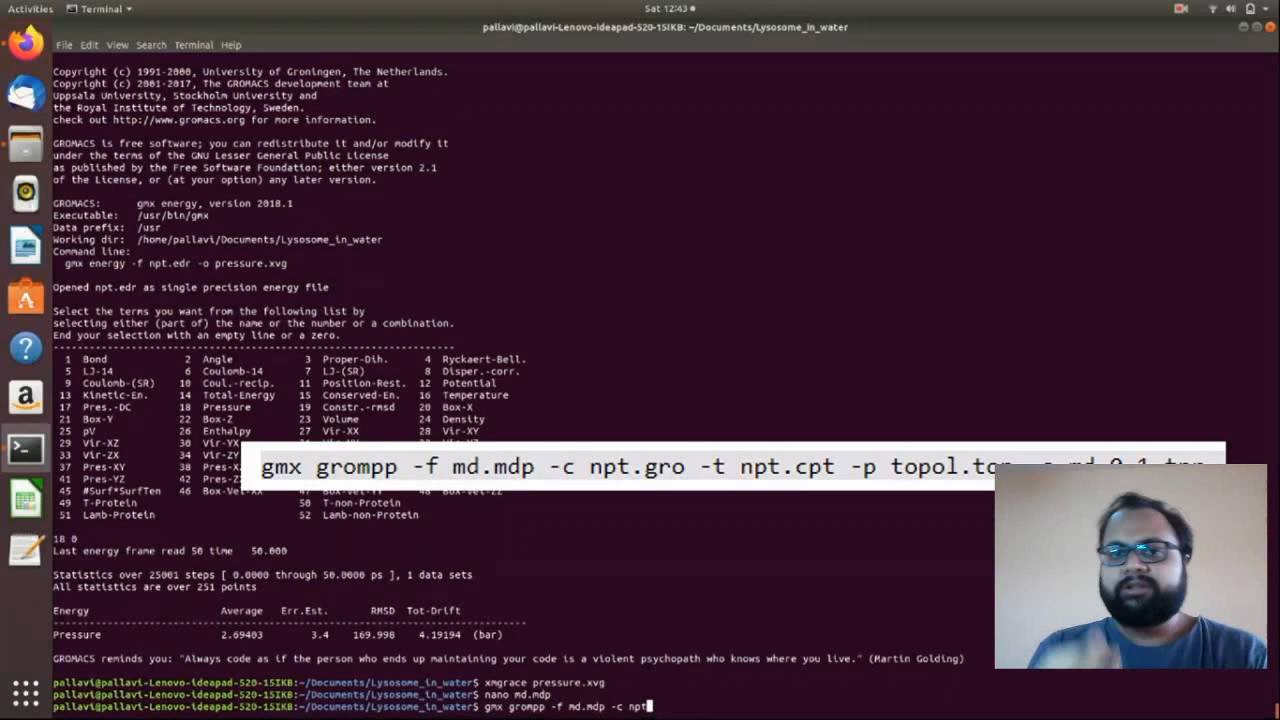 Activities
Terminal
Sat 12:43
pallavi@pallavi-Lenovo-ideapad-520-15IKB: ~/Documents/Lysosome_in_water
File Edit View Search Terminal Help
Copyright (c) 1991-2000, University of Groningen, The Netherlands.
Copyright (c) 2001-2017, The GROMACS development team at
Uppsala University, Stockholm University and
the Royal Institute of Technology, Sweden.
check out http://www.gromacs.org for more information.
GROMACS is free software; you can redistribute it and/or modify it
under the terms of the GNU Lesser General Public License
as published by the Free Software Foundation; either version 2.1
of the License, or (at your option) any later version.
GROMACS: gmx energy, version 2018.1
Executable: /usr/bin/gmx
Data prefix: /usr
Working dir: /home/pallavi/Documents/Lysosome_in_water
Command line:
gmx energy -f npt.edr -o pressure.xvg
Opened npt.edr as single precision energy file
Select the terms you want from the following list by
selecting either (part of) the name or the number or a combination.
End your selection with an empty line or a zero.
-------------------------------------------------------------------
1 Bond 2 Angle 3 Proper-Dih. 4 Ryckaert-Bell.
5 LJ-14 6 Coulomb-14 7 LJ-(SR) 8 Disper.-corr.
9 Coulomb-(SR) 10 Coul.-recip. 11 Position-Rest. 12 Potential
13 Kinetic-En. 14 Total-Energy 15 Conserved-En. 16 Temperature
17 Pres.-DC 18 Pressure 19 Constr.-rmsd 20 Box-X
21 Box-Y 22 Box-Z 23 Volume 24 Density
25 pV 26 Enthalpy 27 Vir-XX 28 Vir-XY
29 Vir-XZ 30 Vir-YX
33 Vir-ZX 34 Vir-ZY
gmx grompp -f md.mdp -c npt.gro -t npt.cpt -p
37 Pres-XY 38
41 Pres-YZ 42
45 #Surf*SurfTen 46
49 T-Protein 50 T-non-Protein
51 Lamb-Protein 52 Lamb-non-Protein
18 0
Last energy frame read 50 time 50.000
Statistics over 25001 steps [ 0.0000 through 50.0000 ps ], 1 data sets
All statistics are over 251 points
Energy Average Err.Est. RMSD Tot-Drift
-------------------------------------------------------------------------------
Pressure 2.69403 3.4 169.998 4.19194 (bar)
GROMACS reminds you: "Always code as if the person who ends up maintaining your code is a violent psychopath who knows where you live." (Martin Golding)
pallavi@pallavi-Lenovo-ideapad-520-15IKB:~/Documents/Lysosome_in_water$ xmgrace pressure.xvg
pallavi@pallavi-Lenovo-ideapad-520-15IKB:~/Documents/Lysosome_in_water$ nano md.mdp
pallavi@pallavi-Lenovo-ideapad-520-15IKB:~/Documents/Lysosome_in_water$ gmx grompp -f md.mdp -c npt